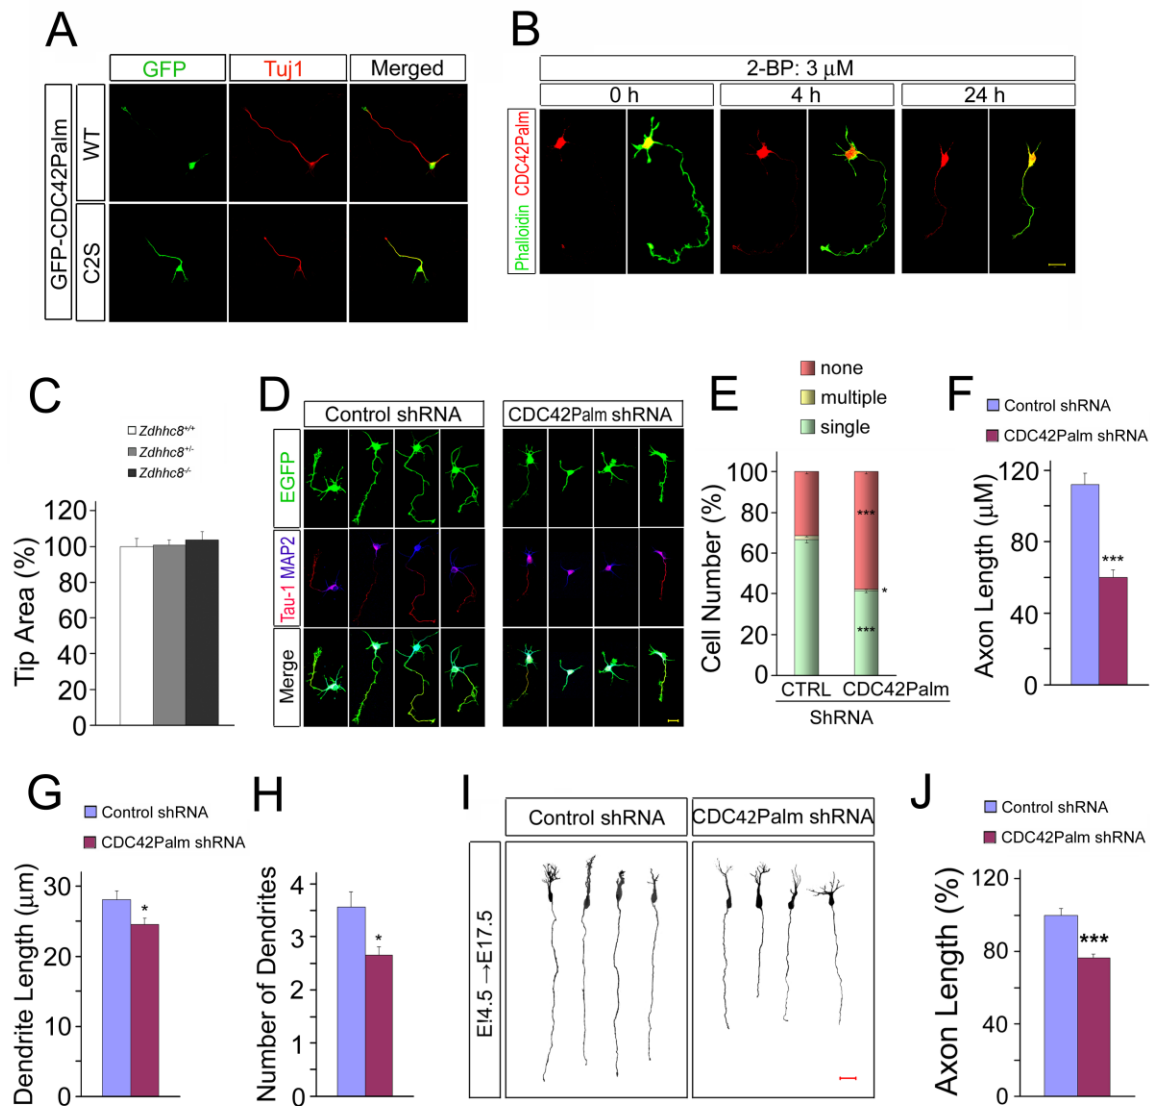 A
GFP
Tuj1
Merged
GFP-CDC42Palm
WT
C2S
B
2-BP: 3 μM
0 h
4 h
24 h
Phalloidin CDC42Palm
C
Zdhhc8+/+
Zdhhc8+/-
Zdhhc8-/-
Tip Area (%)
120
100
80
60
40
20
0
D
Control shRNA
CDC42Palm shRNA
EGFP
Tau-1 MAP2
Merge
E
none
multiple
single
Cell Number (%)
100
80
60
40
20
0
***
*
***
CTRL
CDC42Palm
ShRNA
F
Control shRNA
CDC42Palm shRNA
Axon Length (μM)
120
80
40
0
***
G
Control shRNA
CDC42Palm shRNA
Dendrite Length (μm)
30
20
10
0
*
H
Number of Dendrites
4
3
2
1
0
*
I
Control shRNA
CDC42Palm shRNA
E!4.5 →E17.5
J
Control shRNA
CDC42Palm shRNA
Axon Length (%)
120
80
40
0
***